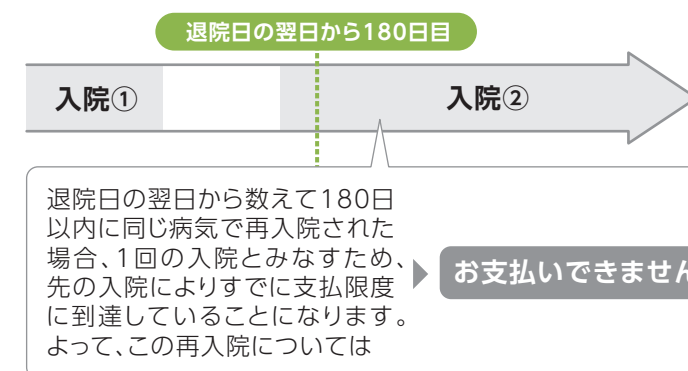 退院日の翌日から180日目
入院①
入院②
退院日の翌日から数えて180日
以内に同じ病気で再入院された
場合、1回の入院とみなすため、
先の入院によりすでに支払限度
に到達していることになります。
よって、この再入院については
お支払いできません